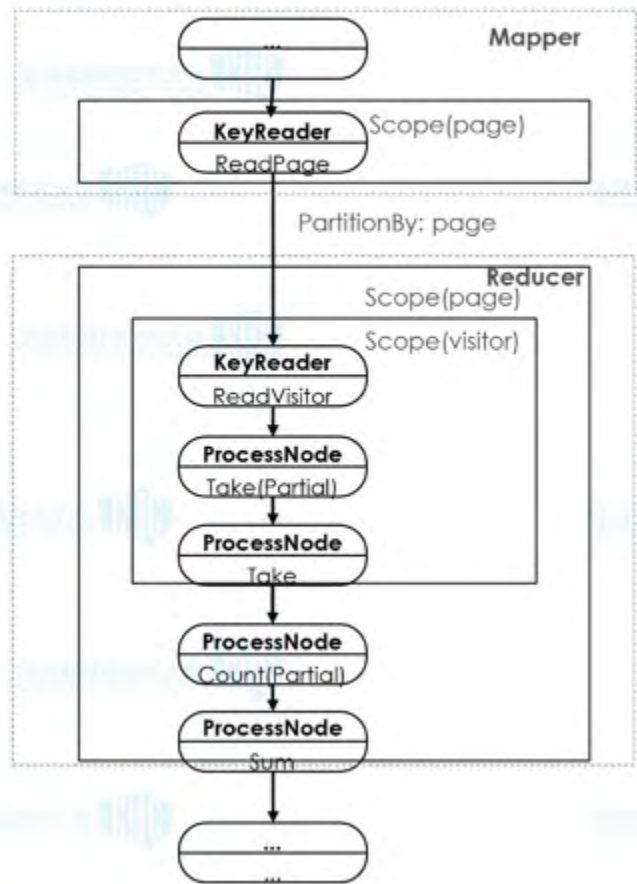 ...
Mapper
KeyReader
Scope(page)
ReadPage
PartitionBy: page
Reducer
Scope(page)
Scope(visitor)
KeyReader
ReadVisitor
ProcessNode
Take(Partial)
ProcessNode
Take
ProcessNode
Count(Partial)
ProcessNode
Sum
...
...